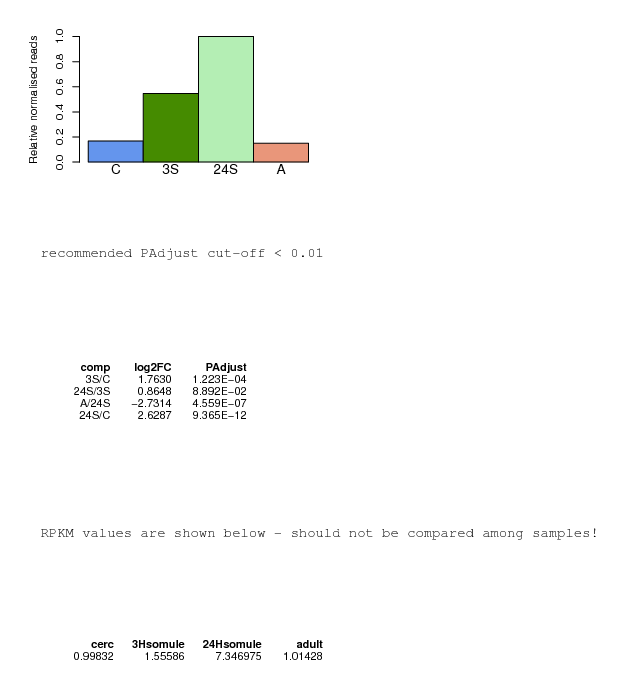 Relative normalised reads
1.0
0.8
0.6
0.4
0.2
0.0
C 3S 24S A
recommended PAdjust cut-off < 0.01
comp log2FC PAdjust
3S/C 1.7630 1.223E-04
24S/3S 0.8648 8.892E-02
A/24S -2.7314 4.559E-07
24S/C 2.6287 9.365E-12
RPKM values are shown below - should not be compared among samples!
cerc 3Hsomule 24Hsomule adult
0.99832 1.55586 7.346975 1.01428